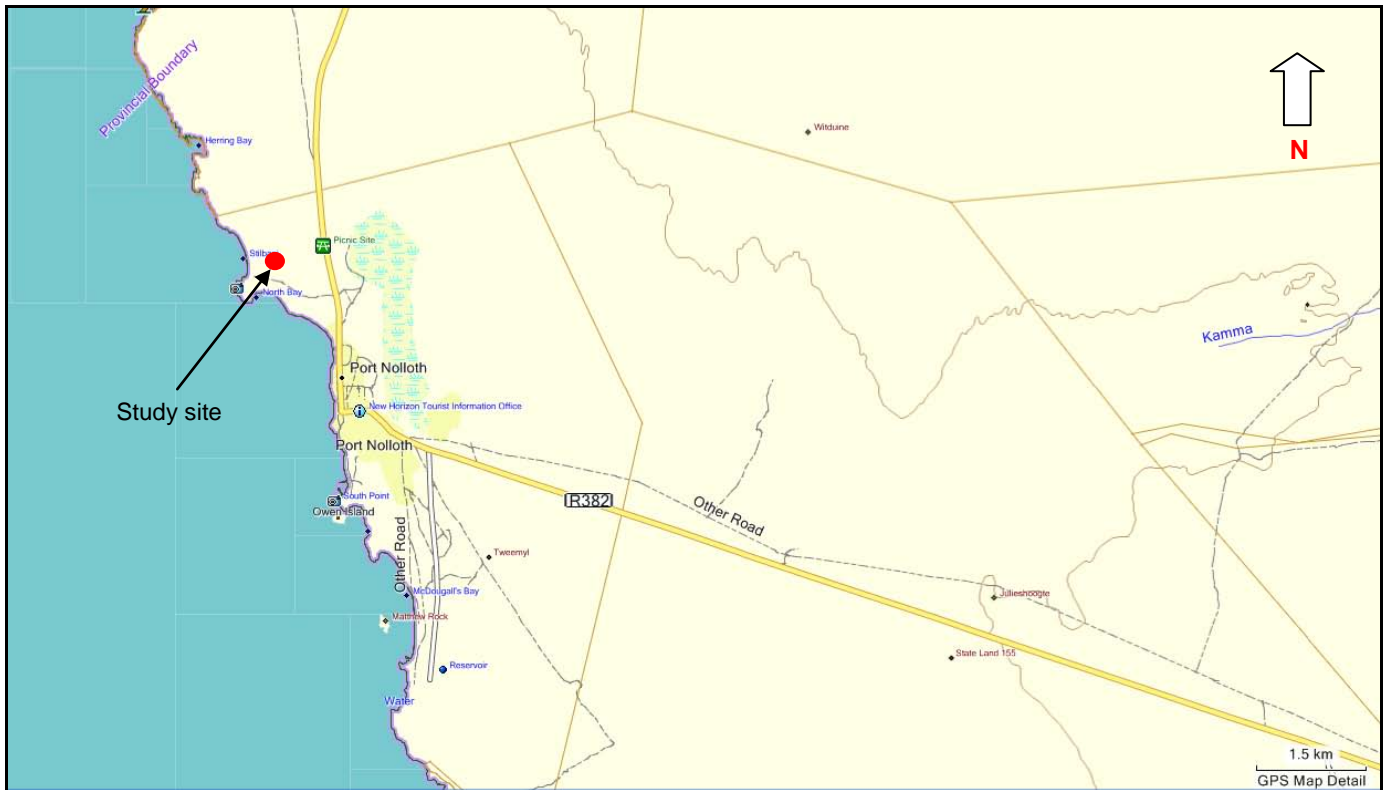 Provincial Boundary
Herring Bay
Witduine
N
Picnic Site
North Bay
Kamma
Port Nolloth
Study site
New Horizon Tourist Information Office
Port Nolloth
South Point
R382
Other Road
Owen Island
Other Road
Tweemyl
McDougall's Bay
Jullieshoogte
Matthew Rock
State Land 155
Reservoir
Water
1.5 km
GPS Map Detail